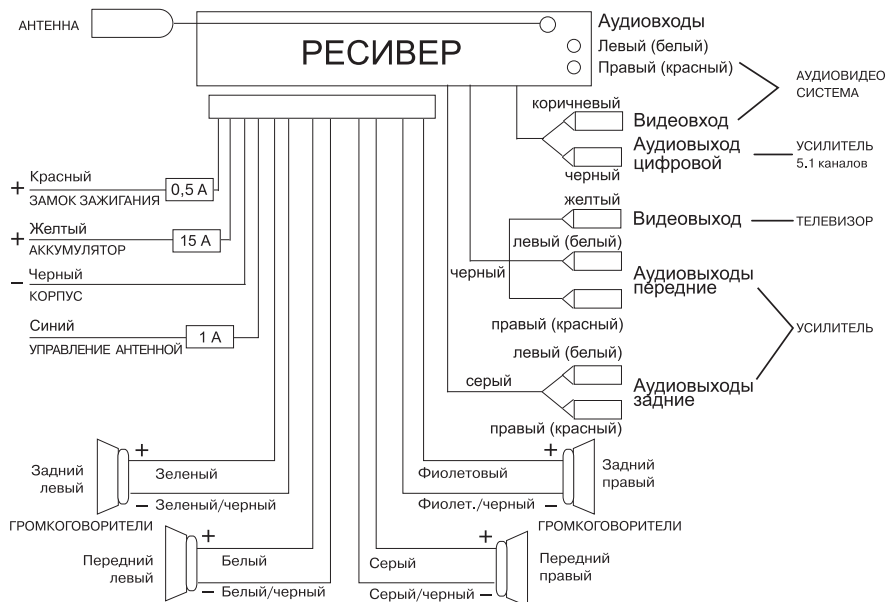 АНТЕННА
РЕСИВЕР
Аудиовходы
Левый (белый)
Правый (красный)
АУДИОВИДЕО
СИСТЕМА
коричневый
Видеовход
Аудиовыход
цифровой
черный
УСИЛИТЕЛЬ
5.1 каналов
+ Красный
ЗАМОК ЗАЖИГАНИЯ
0,5 А
+ Желтый
АККУМУЛЯТОР
15 А
− Черный
КОРПУС
Синий
УПРАВЛЕНИЕ АНТЕННОЙ
1 А
желтый
Видеовыход
ТЕЛЕВИЗОР
левый (белый)
черный
Аудиовыходы
передние
правый (красный)
УСИЛИТЕЛЬ
левый (белый)
серый
Аудиовыходы
задние
правый (красный)
Задний
левый
+
Зеленый
− Зеленый/черный
ГРОМКОГОВОРИТЕЛИ
Фиолетовый
+
Фиолет./черный −
Задний
правый
ГРОМКОГОВОРИТЕЛИ
Передний
левый
+
Белый
− Белый/черный
Серый
+
Серый/черный −
Передний
правый